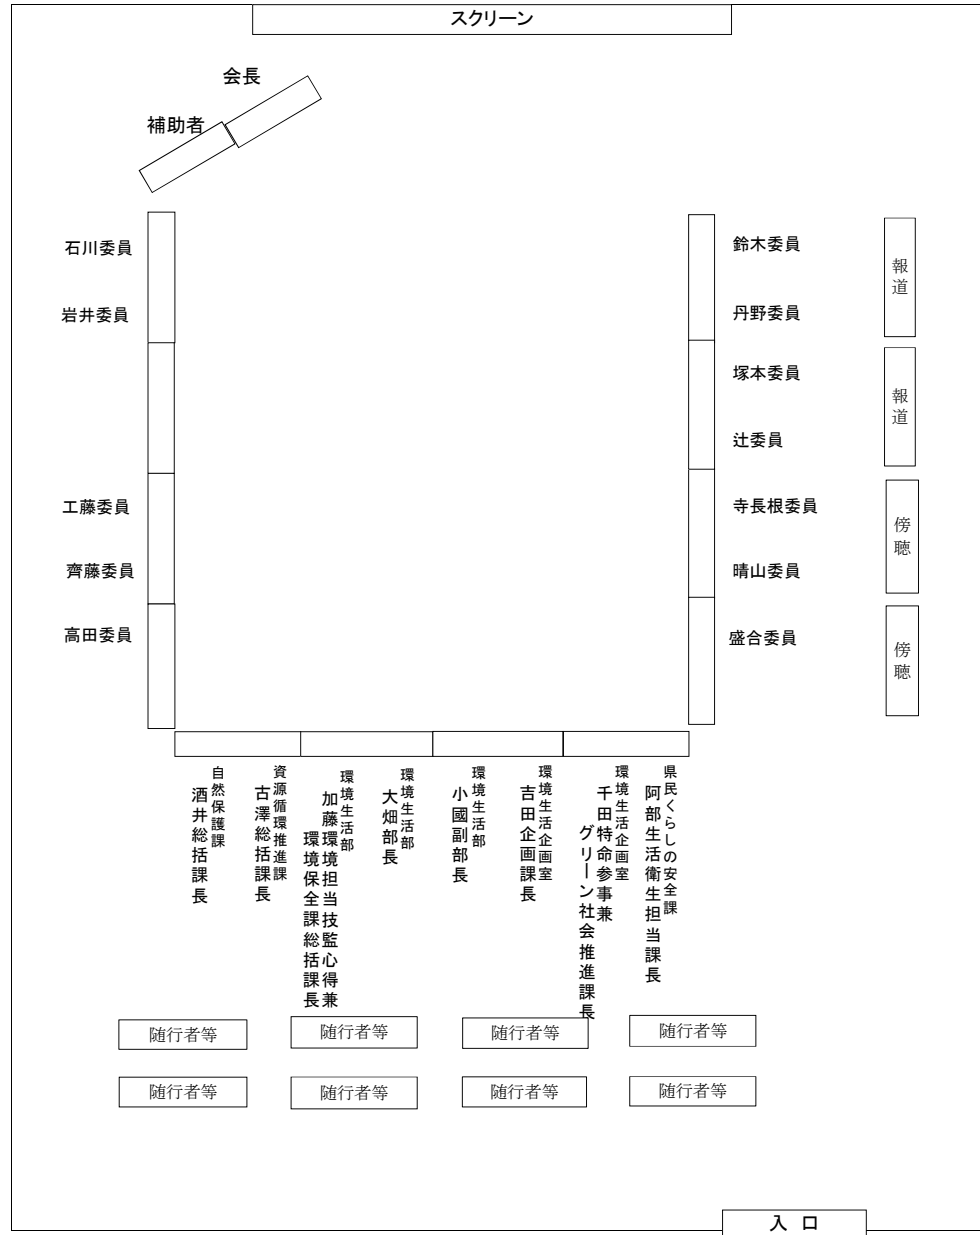 スクリーン
会長
補助者
石川委員
岩井委員
工藤委員
齊藤委員
高田委員
鈴木委員
丹野委員
塚本委員
辻委員
寺長根委員
晴山委員
盛合委員
報道
報道
傍聴
傍聴
自然保護課
酒井総括課長
資源循環推進課
古澤総括課長
環境生活部
加藤環境担当技監心得兼
環境保全課総括課長
環境生活部
大畑部長
環境生活部
小國副部長
環境生活企画室
吉田企画課長
環境生活企画室
千田特命参事兼
グリーン社会推進課長
県民くらしの安全課
阿部生活衛生担当課長
随行者等
随行者等
随行者等
随行者等
随行者等
随行者等
随行者等
随行者等
入 口